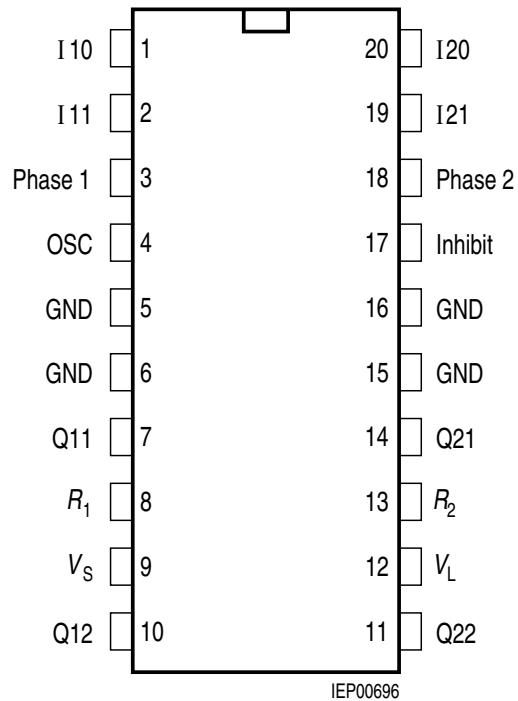 I10 1 20 I20
I11 2 19 I21
Phase 1 3 18 Phase 2
OSC 4 17 Inhibit
GND 5 16 GND
GND 6 15 GND
Q11 7 14 Q21
R1 8 13 R2
VS 9 12 VL
Q12 10 11 Q22
IEP00696